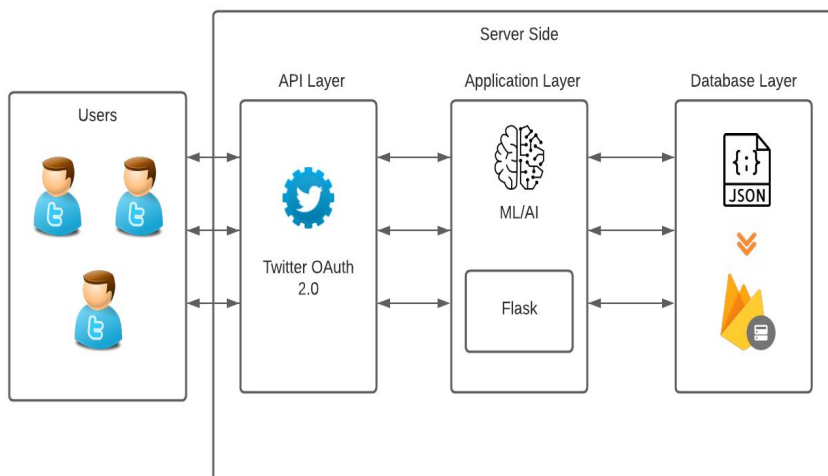 Server Side
API Layer
Application Layer
Database Layer
Users
{;}
JSON
ML/AI
Twitter OAuth
2.0
Flask